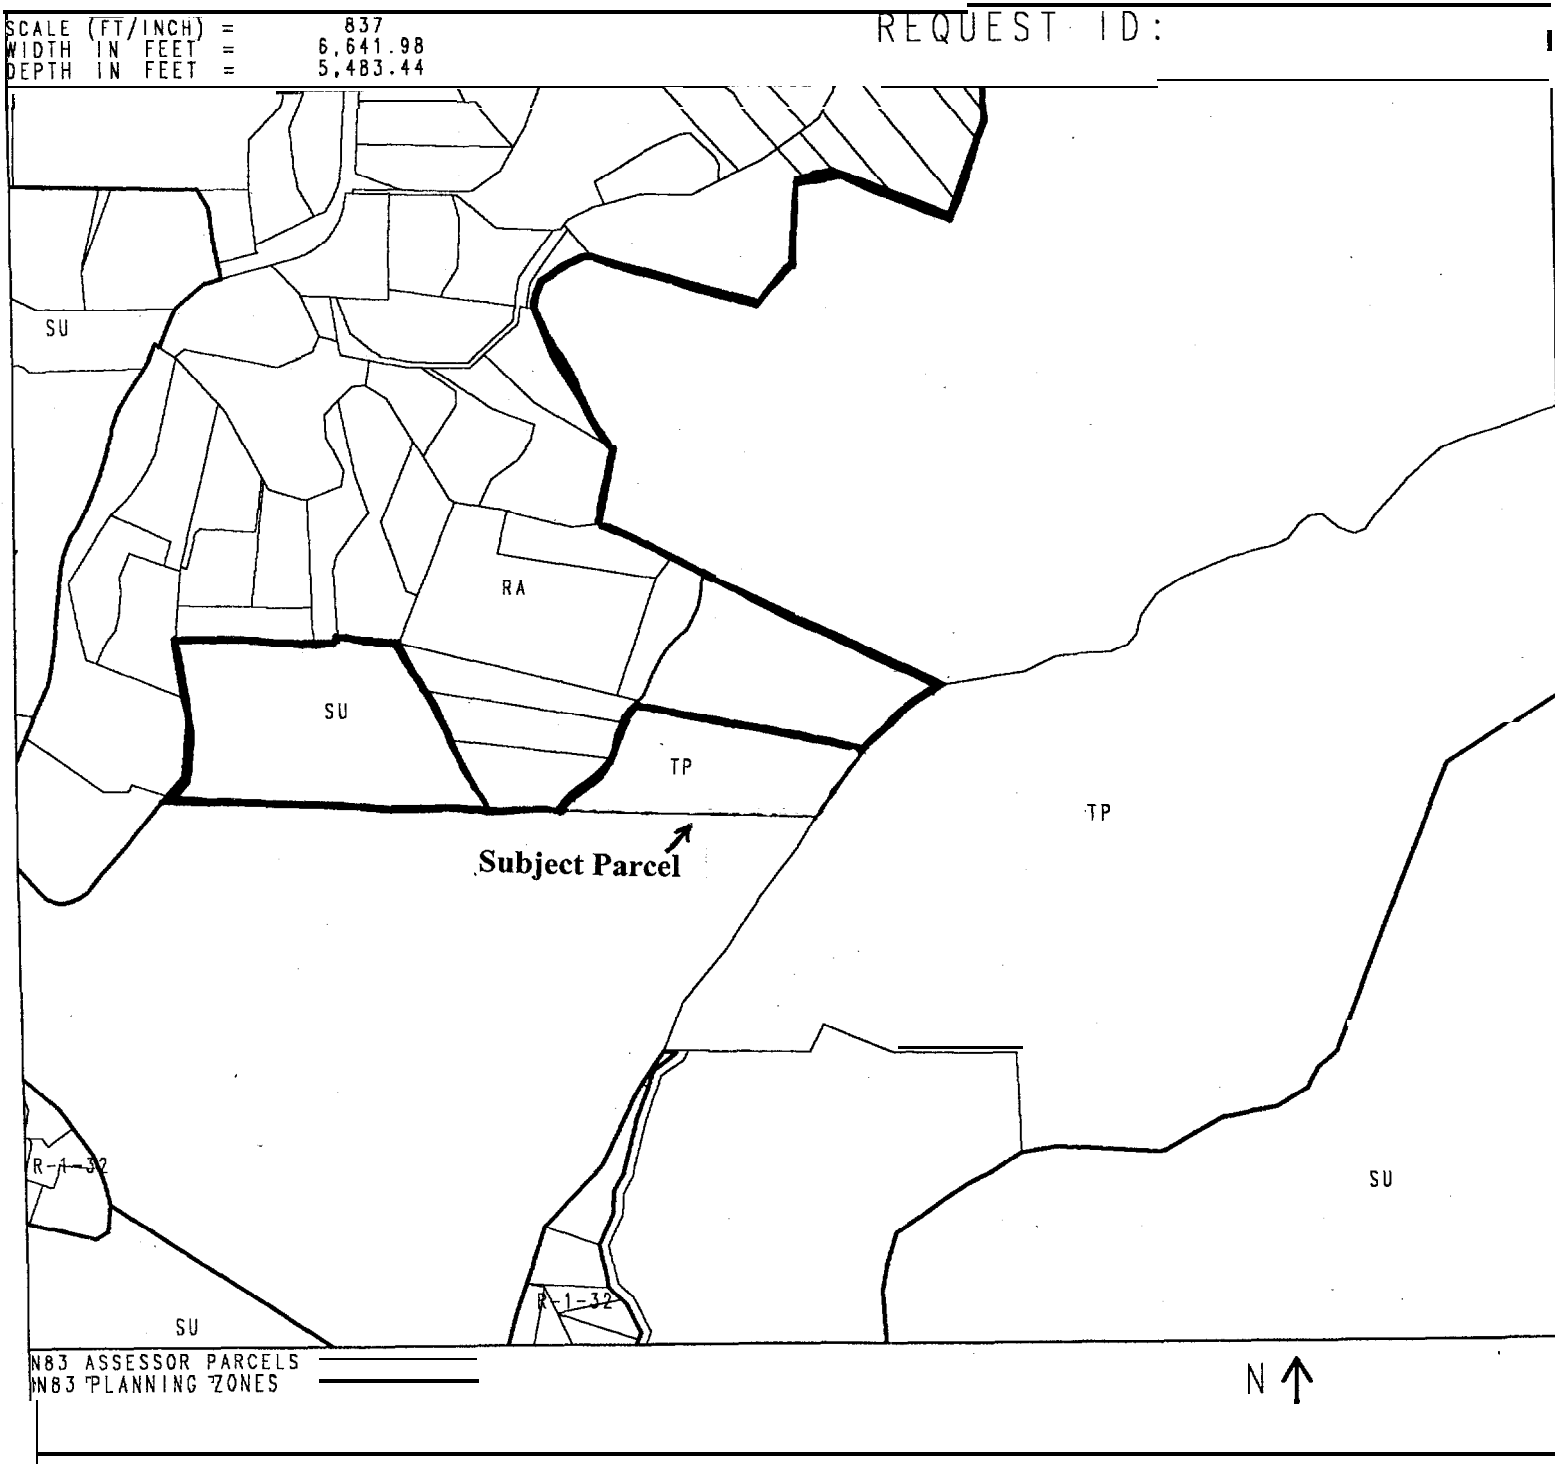 SCALE (FT/INCH) = 837
WIDTH IN FEET = 6,641.98
DEPTH IN FEET = 5,483.44
REQUEST ID:
SU
RA
SU
TP
TP
Subject Parcel
R-1-32
SU
R-1-32
SU
N83 ASSESSOR PARCELS
N83 PLANNING ZONES
N